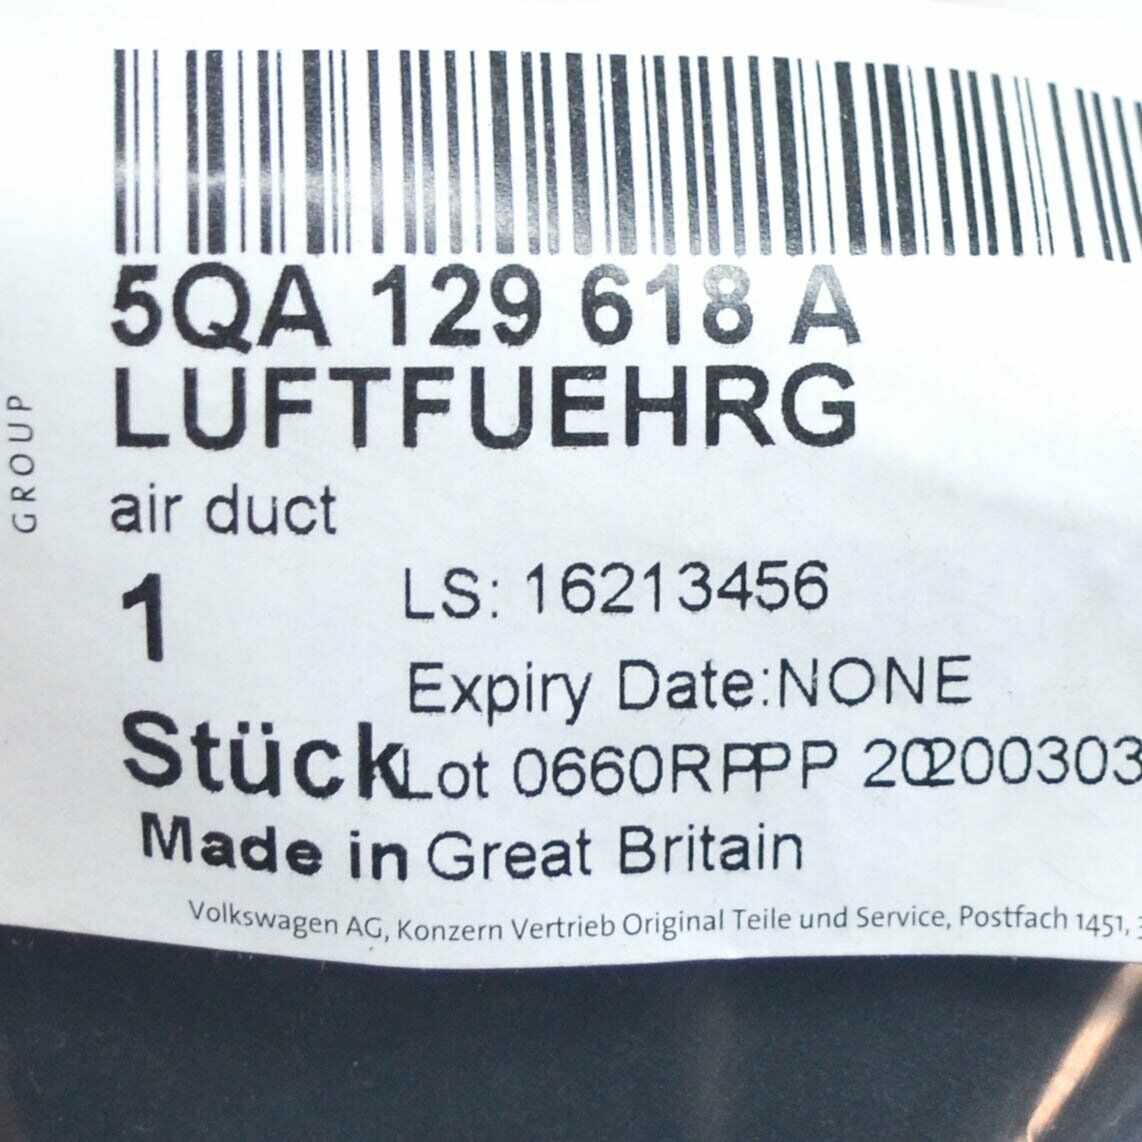 5QA 129 618 A
LUFTFUEHRG
air duct
1
LS: 16213456
Expiry Date:NONE
Stück
Lot 0660RPPP 20200303
Made in Great Britain
Volkswagen AG, Konzern Vertrieb Original Teile und Service, Postfach 1451,
GROUP